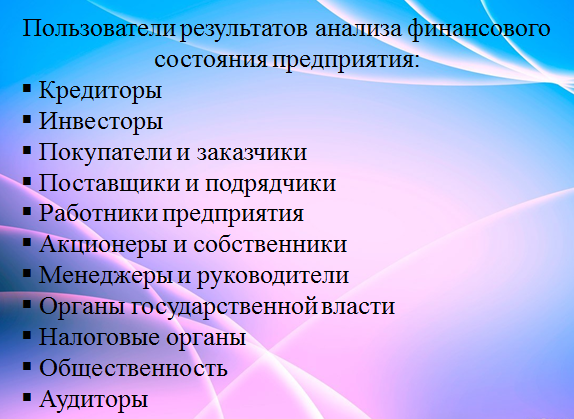 Пользователи результатов анализа финансового
состояния предприятия:
▪ Кредиторы
▪ Инвесторы
▪ Покупатели и заказчики
▪ Поставщики и подрядчики
▪ Работники предприятия
▪ Акционеры и собственники
▪ Менеджеры и руководители
▪ Органы государственной власти
▪ Налоговые органы
▪ Общественность
▪ Аудиторы